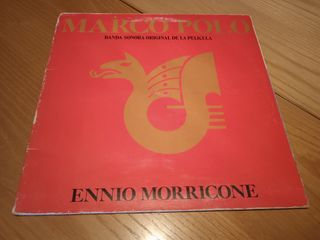 MARCO POLO
BANDA SONORA ORIGINAL DE LA PELICULA
ENNIO MORRICONE